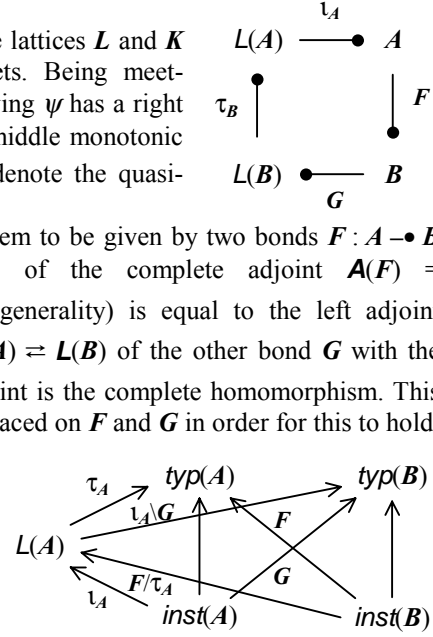 ι_A
e lattices L and K L(A) A
ets. Being meet-
ving ψ has a right τ_B F
middle monotonic
denote the quasi- L(B) B
G
em to be given by two bonds F : A –● B
of the complete adjoint A(F) =
generality) is equal to the left adjoin
A) ⇄ L(B) of the other bond G with the
int is the complete homomorphism. This
aced on F and G in order for this to hold
τ_A typ(A) typ(B)
ι_A\G F
L(A)
F/τ_A G
ι_A inst(A) inst(B)